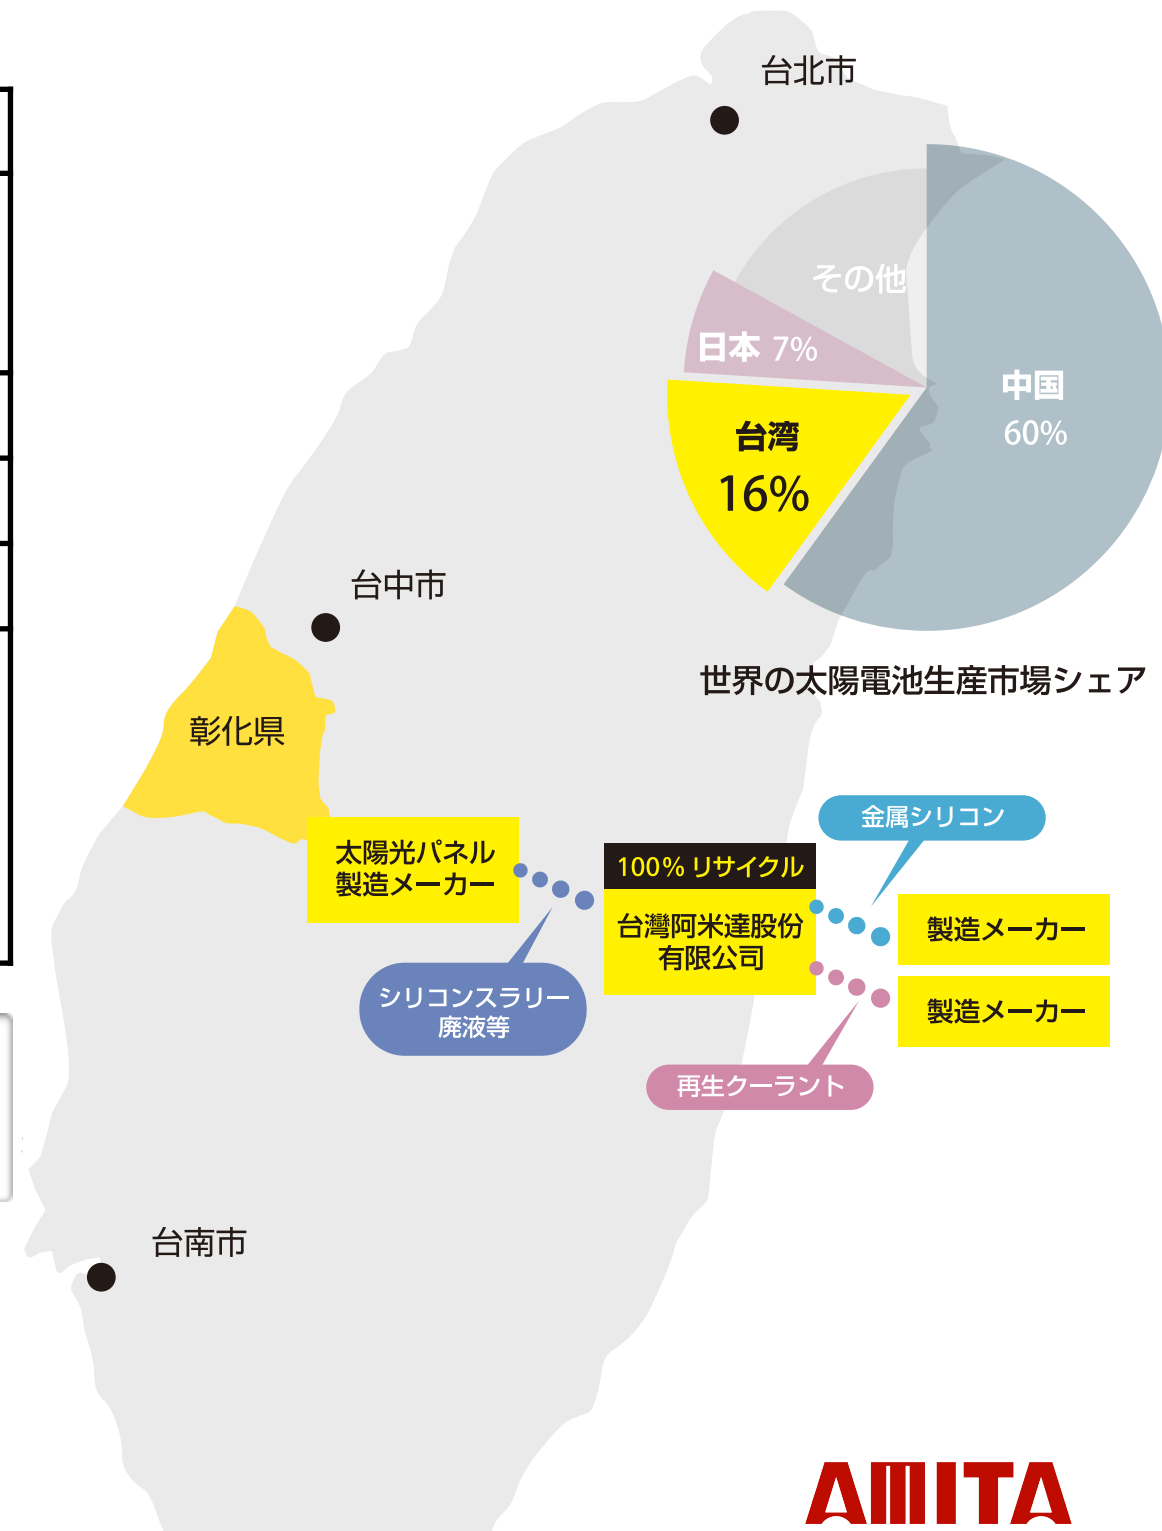 台北市
その他
日本 7%
中国
60%
台湾
16%
世界の太陽電池生産市場シェア
台中市
彰化県
太陽光パネル
製造メーカー
シリコンスラリー
廃液等
100% リサイクル
台灣阿米達股份
有限公司
金属シリコン
製造メーカー
製造メーカー
再生クーラント
台南市
AMITA